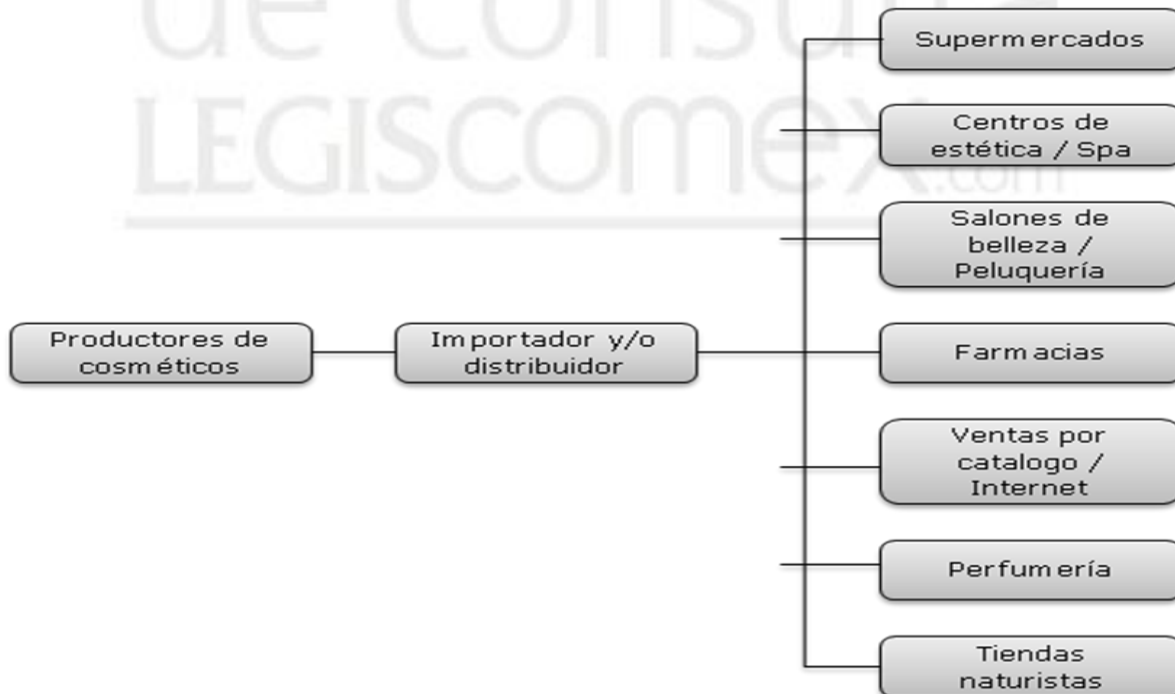 de consulta
LEGISCOMEX.com
Supermercados
Centros de
estética / Spa
Salones de
belleza /
Peluquería
Productores de
cosméticos
Importador y/o
distribuidor
Farmacias
Ventas por
catalogo /
Internet
Perfumería
Tiendas
naturistas